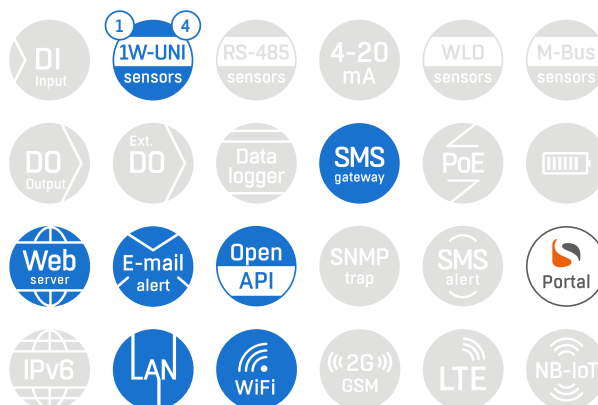 DI
Input
1 4
1W-UNI
sensors
RS-485
sensors
4-20
mA
WLD
sensors
M-Bus
sensors
DO
Output
Ext.
DO
Data
logger
SMS
gateway
PoE
Web
server
E-mail
alert
Open
API
SNMP
trap
SMS
alert
Portal
IPv6
LAN
WiFi
2G
GSM
LTE
NB-IoT